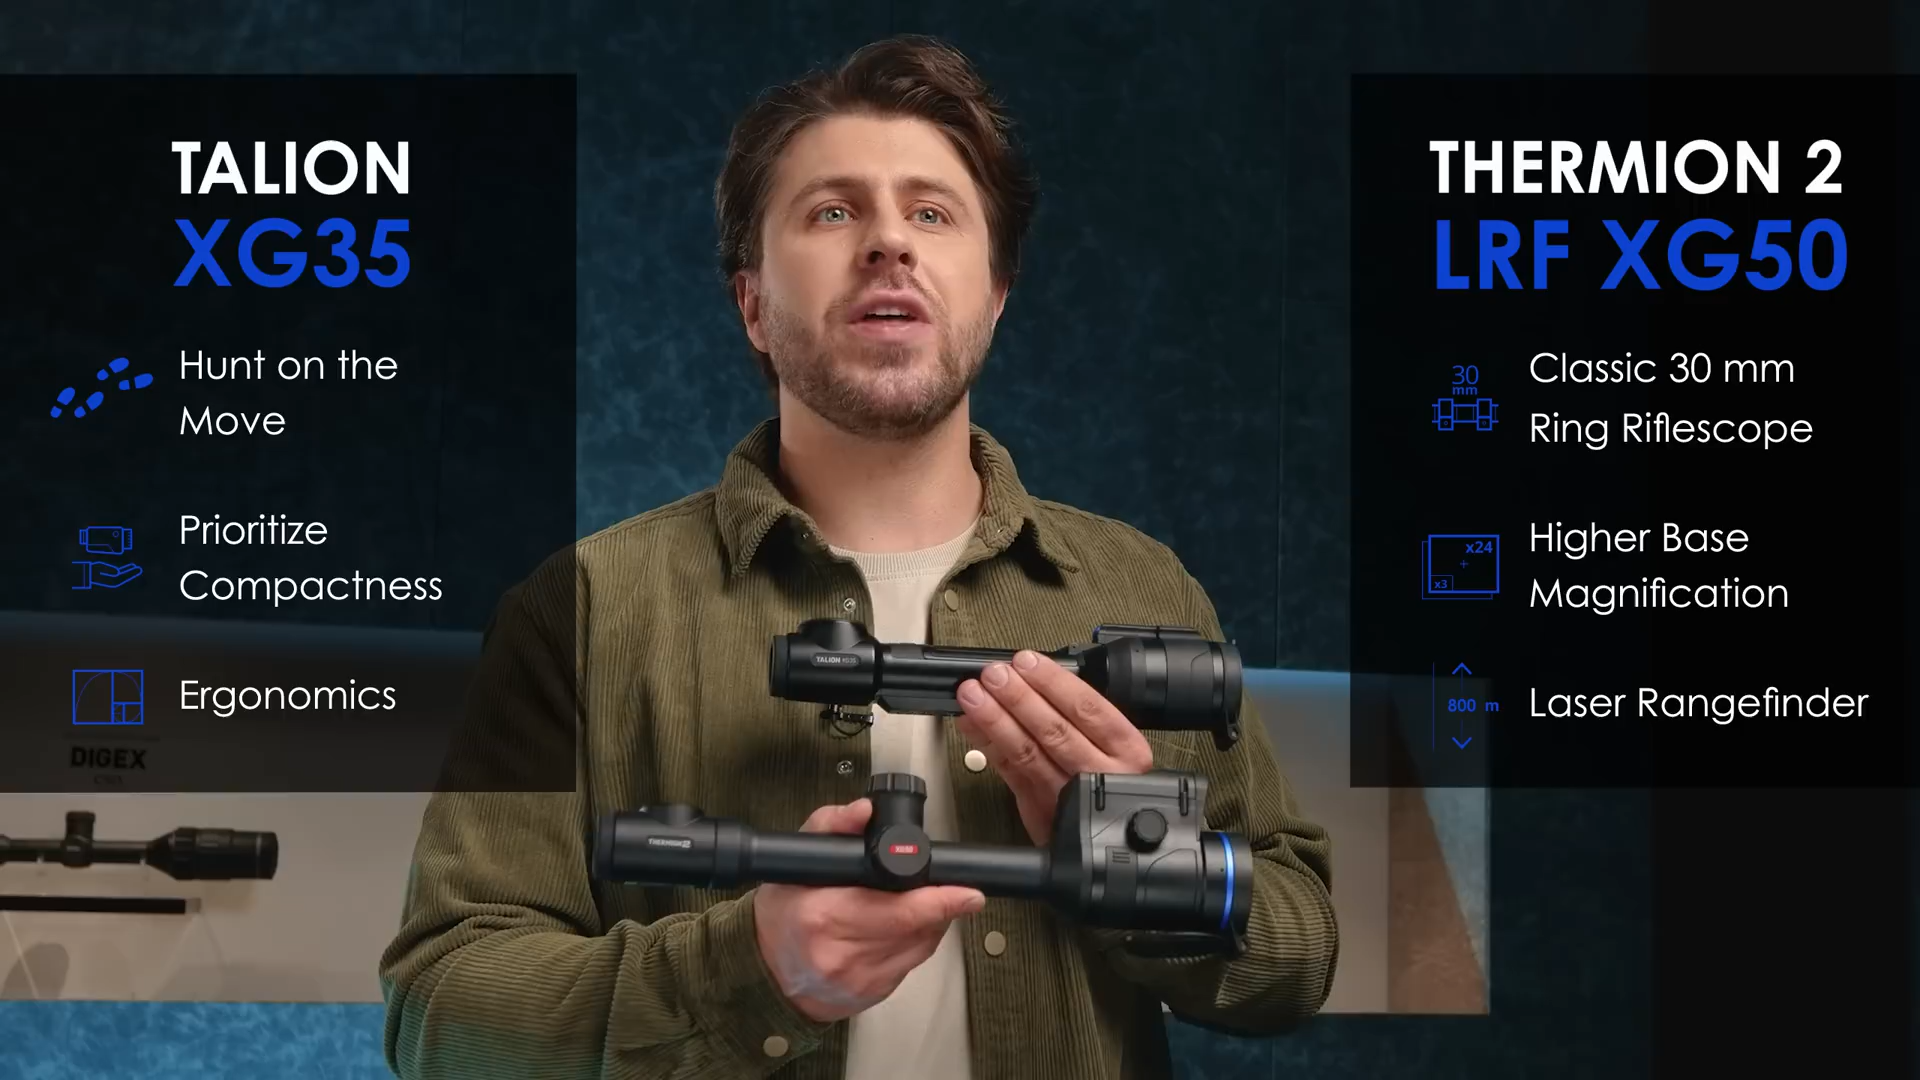 TALION
XG35
Hunt on the
Move
Prioritize
Compactness
Ergonomics
DIGEX
THERMION 2
LRF XG50
30
mm
Classic 30 mm
Ring Riflescope
x24
x3
Higher Base
Magnification
800 m
Laser Rangefinder
TALION XG35
THERMION 2
XG50